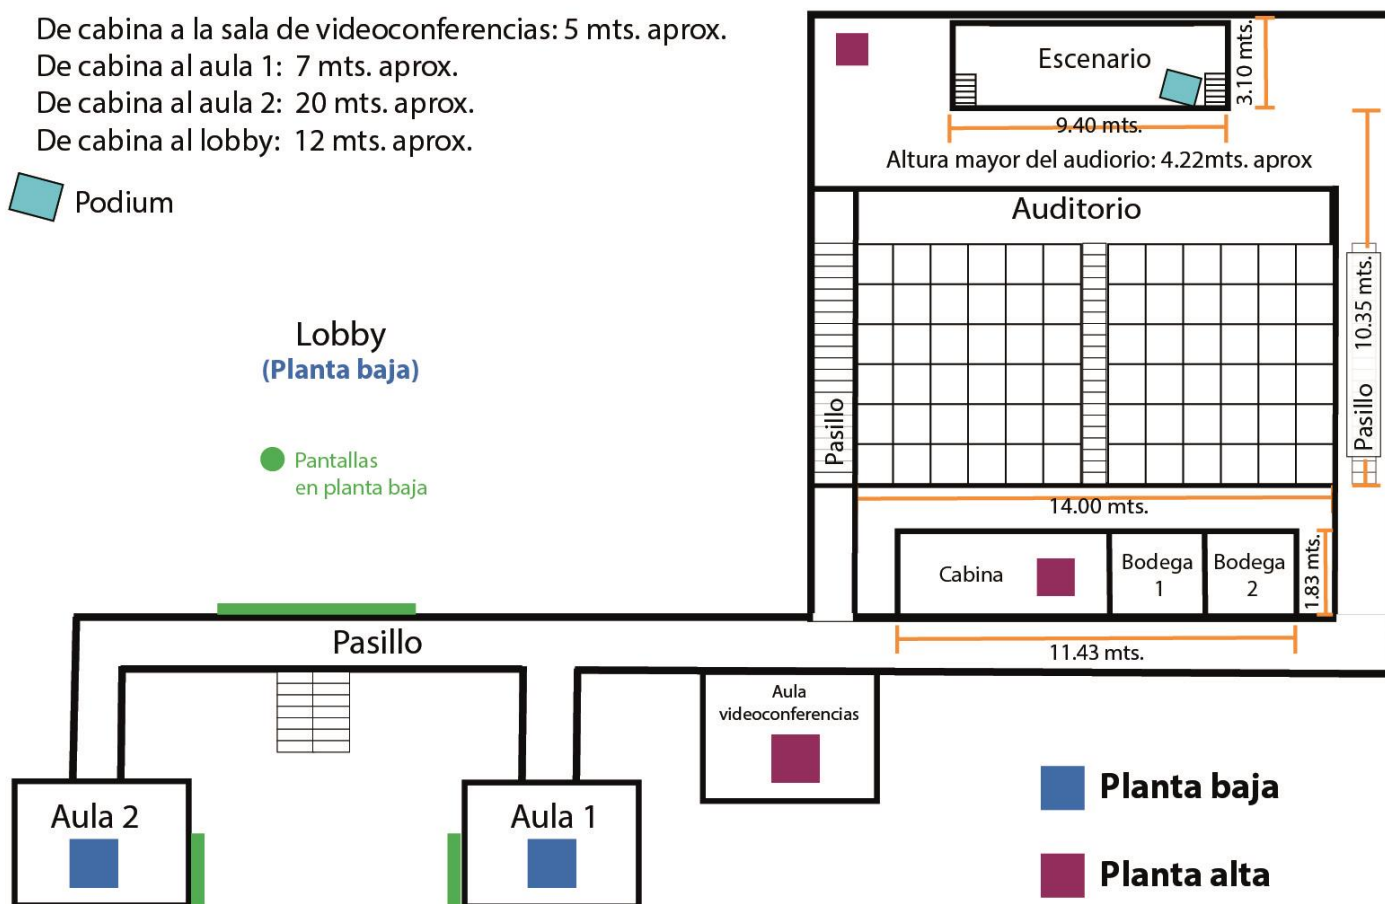 De cabina a la sala de videoconferencias: 5 mts. aprox.
De cabina al aula 1: 7 mts. aprox.
De cabina al aula 2: 20 mts. aprox.
De cabina al lobby: 12 mts. aprox.
Podium
Escenario
3.10 mts.
9.40 mts.
Altura mayor del audiorio: 4.22mts. aprox
Auditorio
Pasillo
10.35 mts.
Pasillo
14.00 mts.
Lobby
(Planta baja)
Pantallas
en planta baja
Cabina
Bodega
1
Bodega
2
1.83 mts.
11.43 mts.
Pasillo
Aula
videoconferencias
Aula 2
Aula 1
Planta baja
Planta alta